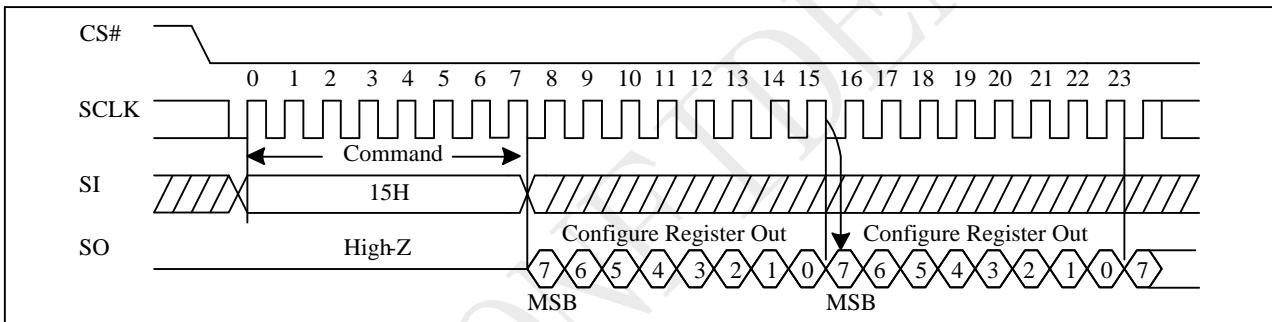 CS#
0 1 2 3 4 5 6 7 8 9 10 11 12 13 14 15 16 17 18 19 20 21 22 23
SCLK
Command
SI
15H
SO
High-Z
Configure Register Out
Configure Register Out
7 6 5 4 3 2 1 0 7 6 5 4 3 2 1 0 7
MSB
MSB